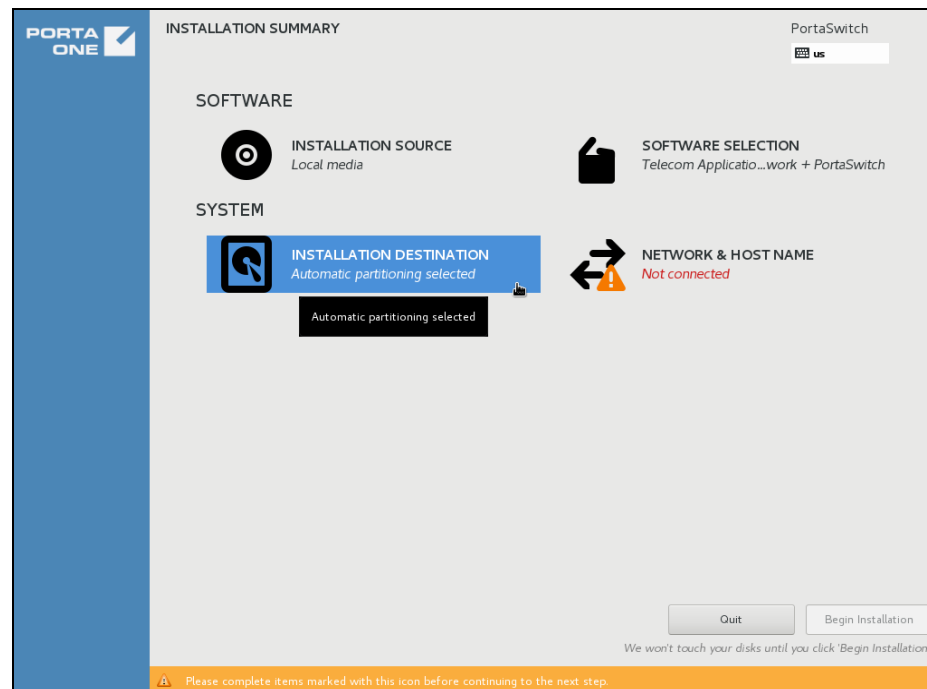 PORTA
ONE
INSTALLATION SUMMARY
PortaSwitch
us
SOFTWARE
INSTALLATION SOURCE
Local media
SOFTWARE SELECTION
Telecom Applicatio...work + PortaSwitch
SYSTEM
INSTALLATION DESTINATION
Automatic partitioning selected
NETWORK & HOST NAME
Not connected
Automatic partitioning selected
Quit
Begin Installation
We won't touch your disks until you click 'Begin Installation
Please complete items marked with this icon before continuing to the next step.